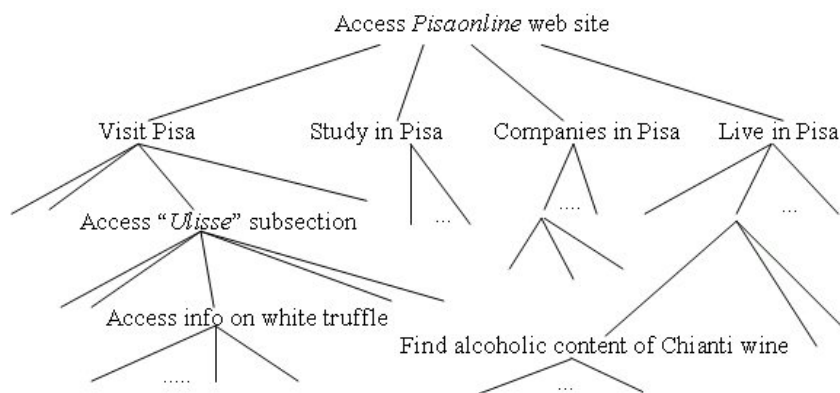 Access Pisaonline web site
Visit Pisa Study in Pisa Companies in Pisa Live in Pisa
Access “Ulisse” subsection ... .... ...
Access info on white truffle
Find alcoholic content of Chianti wine
.....
...